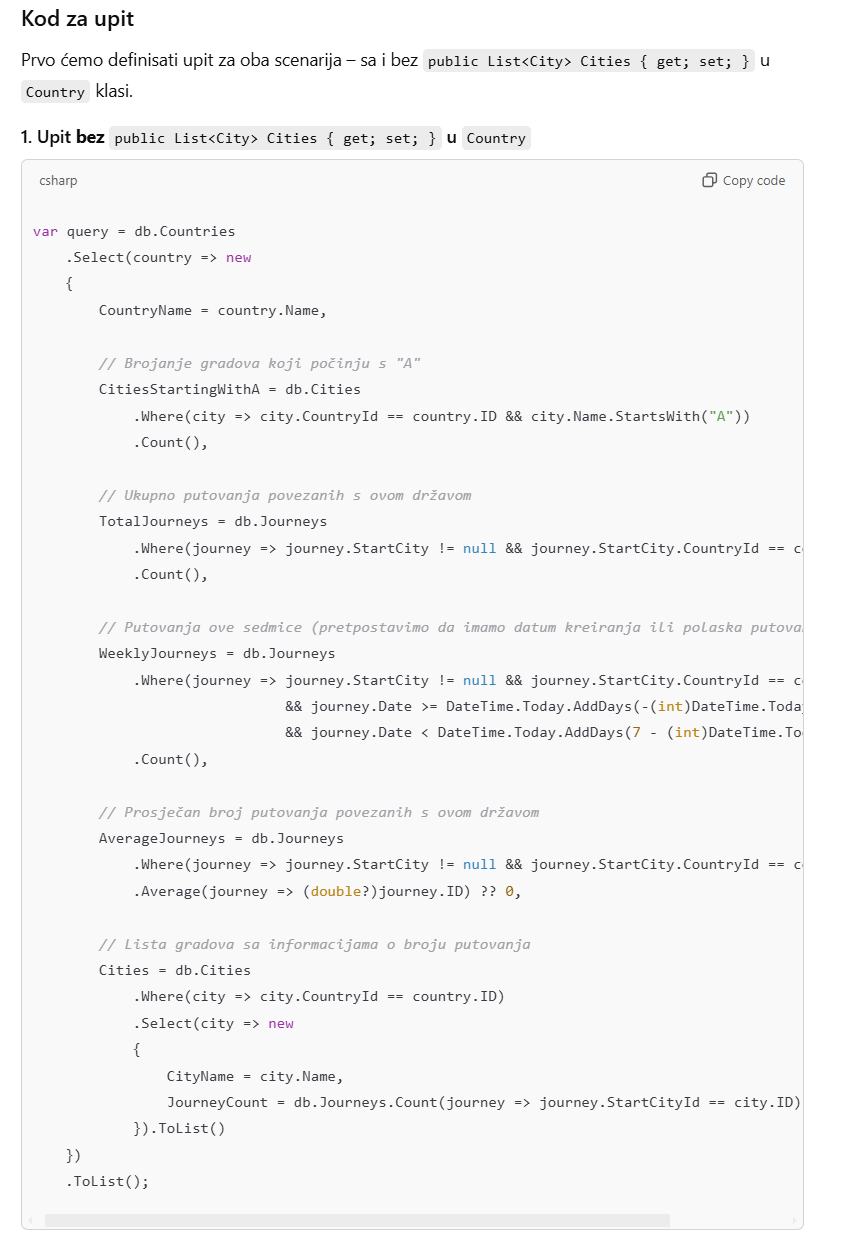 Kod za upit
Prvo ćemo definisati upit za oba scenarija – sa i bez public List<City> Cities { get; set; } u
Country klasi.
1. Upit bez public List<City> Cities { get; set; } u Country
csharp
Copy code
var query = db.Countries
    .Select(country => new
    {
        CountryName = country.Name,
        // Brojanje gradova koji počinju s "A"
        CitiesStartingWithA = db.Cities
            .Where(city => city.CountryId == country.ID && city.Name.StartsWith("A"))
            .Count(),
        // Ukupno putovanja povezanih s ovom državom
        TotalJourneys = db.Journeys
            .Where(journey => journey.StartCity != null && journey.StartCity.CountryId ==
            .Count(),
        // Putovanja ove sedmice (pretpostavimo da imamo datum kreiranja ili polaska
        WeeklyJourneys = db.Journeys
            .Where(journey => journey.StartCity != null && journey.StartCity.CountryId ==
                              && journey.Date >= DateTime.Today.AddDays(-(int)DateTime.Today
                              && journey.Date < DateTime.Today.AddDays(7 - (int)DateTime.To
            .Count(),
        // Prosječan broj putovanja povezanih s ovom državom
        AverageJourneys = db.Journeys
            .Where(journey => journey.StartCity != null && journey.StartCity.CountryId ==
            .Average(journey => (double?)journey.ID) ?? 0,
        // Lista gradova sa informacijama o broju putovanja
        Cities = db.Cities
            .Where(city => city.CountryId == country.ID)
            .Select(city => new
            {
                CityName = city.Name,
                JourneyCount = db.Journeys.Count(journey => journey.StartCityId == city.ID)
            }).ToList()
    })
    .ToList();